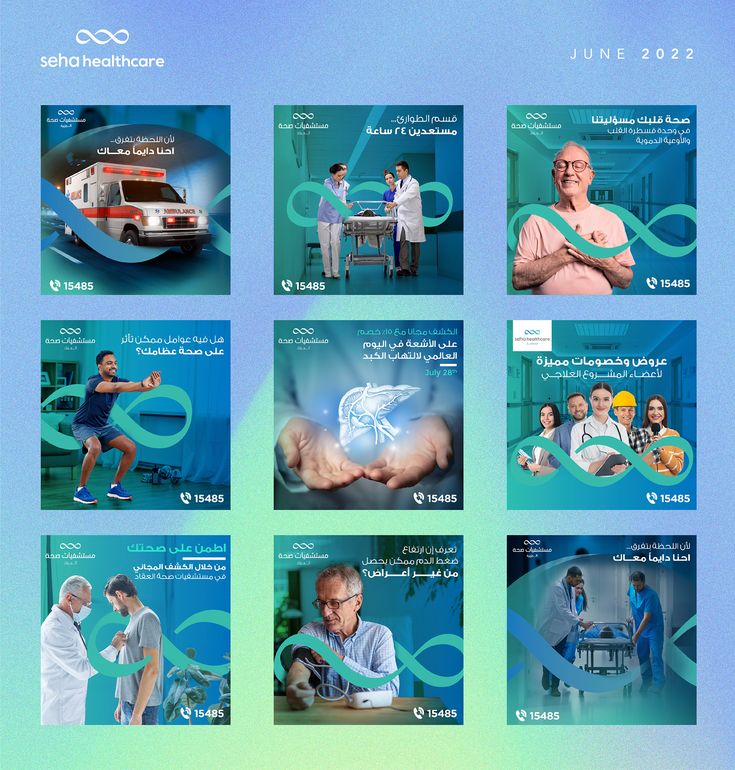 seha healthcare
JUNE 2022
مستشفيات صحة
لأن اللحظة بتفرق...
احنا دايماً معاك
AMBULANCE
15485
مستشفيات صحة
قسم الطوارئ...
مستعدين ٢٤ ساعة
15485
مستشفيات صحة
صحة قلبك مسؤليتنا
في وحدة قسطرة القلب
والأوعية الدموية
15485
مستشفيات صحة
هل فيه عوامل ممكن تأثر
على صحة عظامك؟
15485
مستشفيات صحة
الكشف مجانا مع ١٥٪ خصم
على الأشعة في اليوم
العالمي لالتهاب الكبد
July 28th
15485
seha healthcare
عروض وخصومات مميزة
لأعضاء المشروع العلاجي
15485
مستشفيات صحة
اطمن على صحتك
من خلال الكشف المجاني
في مستشفيات صحة العقاد
15485
مستشفيات صحة
تعرف إن ارتفاع
ضغط الدم ممكن يحصل
من غير أعراض؟
15485
مستشفيات صحة
لأن اللحظة بتفرق...
احنا دايماً معاك
15485